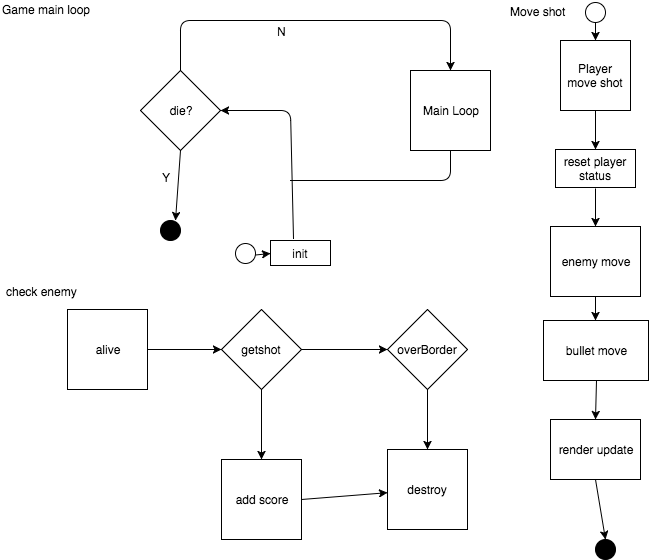 Game main loop
Move shot
N
Player
move shot
die?
Main Loop
reset player
status
Y
init
enemy move
check enemy
alive
getshot
overBorder
bullet move
render update
add score
destroy